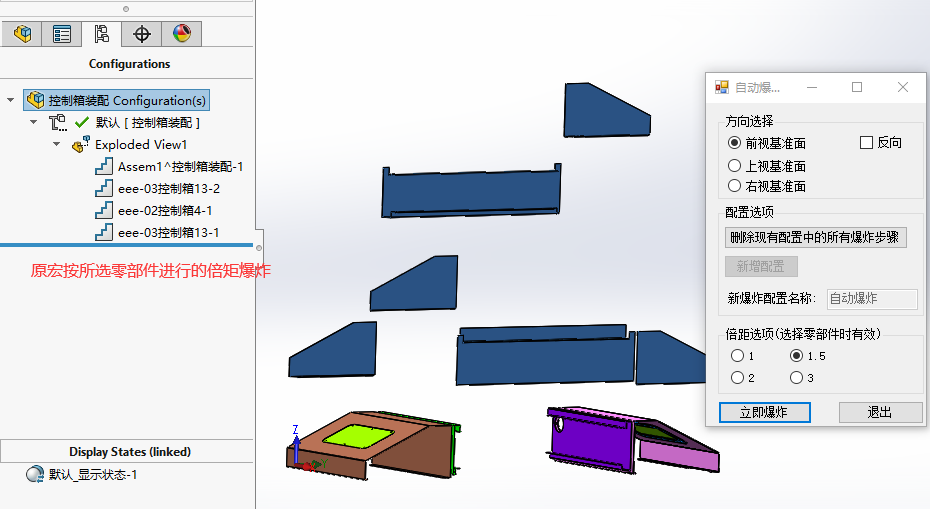 Configurations
控制箱装配 Configuration(s)
默认 [ 控制箱装配 ]
Exploded View1
Assem1^控制箱装配-1
eee-03控制箱13-2
eee-02控制箱4-1
eee-03控制箱13-1
原宏按所选零部件进行的倍矩爆炸
Display States (linked)
默认_显示状态-1
Z
自动爆...
方向选择
前视基准面
反向
上视基准面
右视基准面
配置选项
删除现有配置中的所有爆炸步骤
新增配置
新爆炸配置名称:
自动爆炸
倍距选项(选择零部件时有效)
1
1.5
2
3
立即爆炸
退出